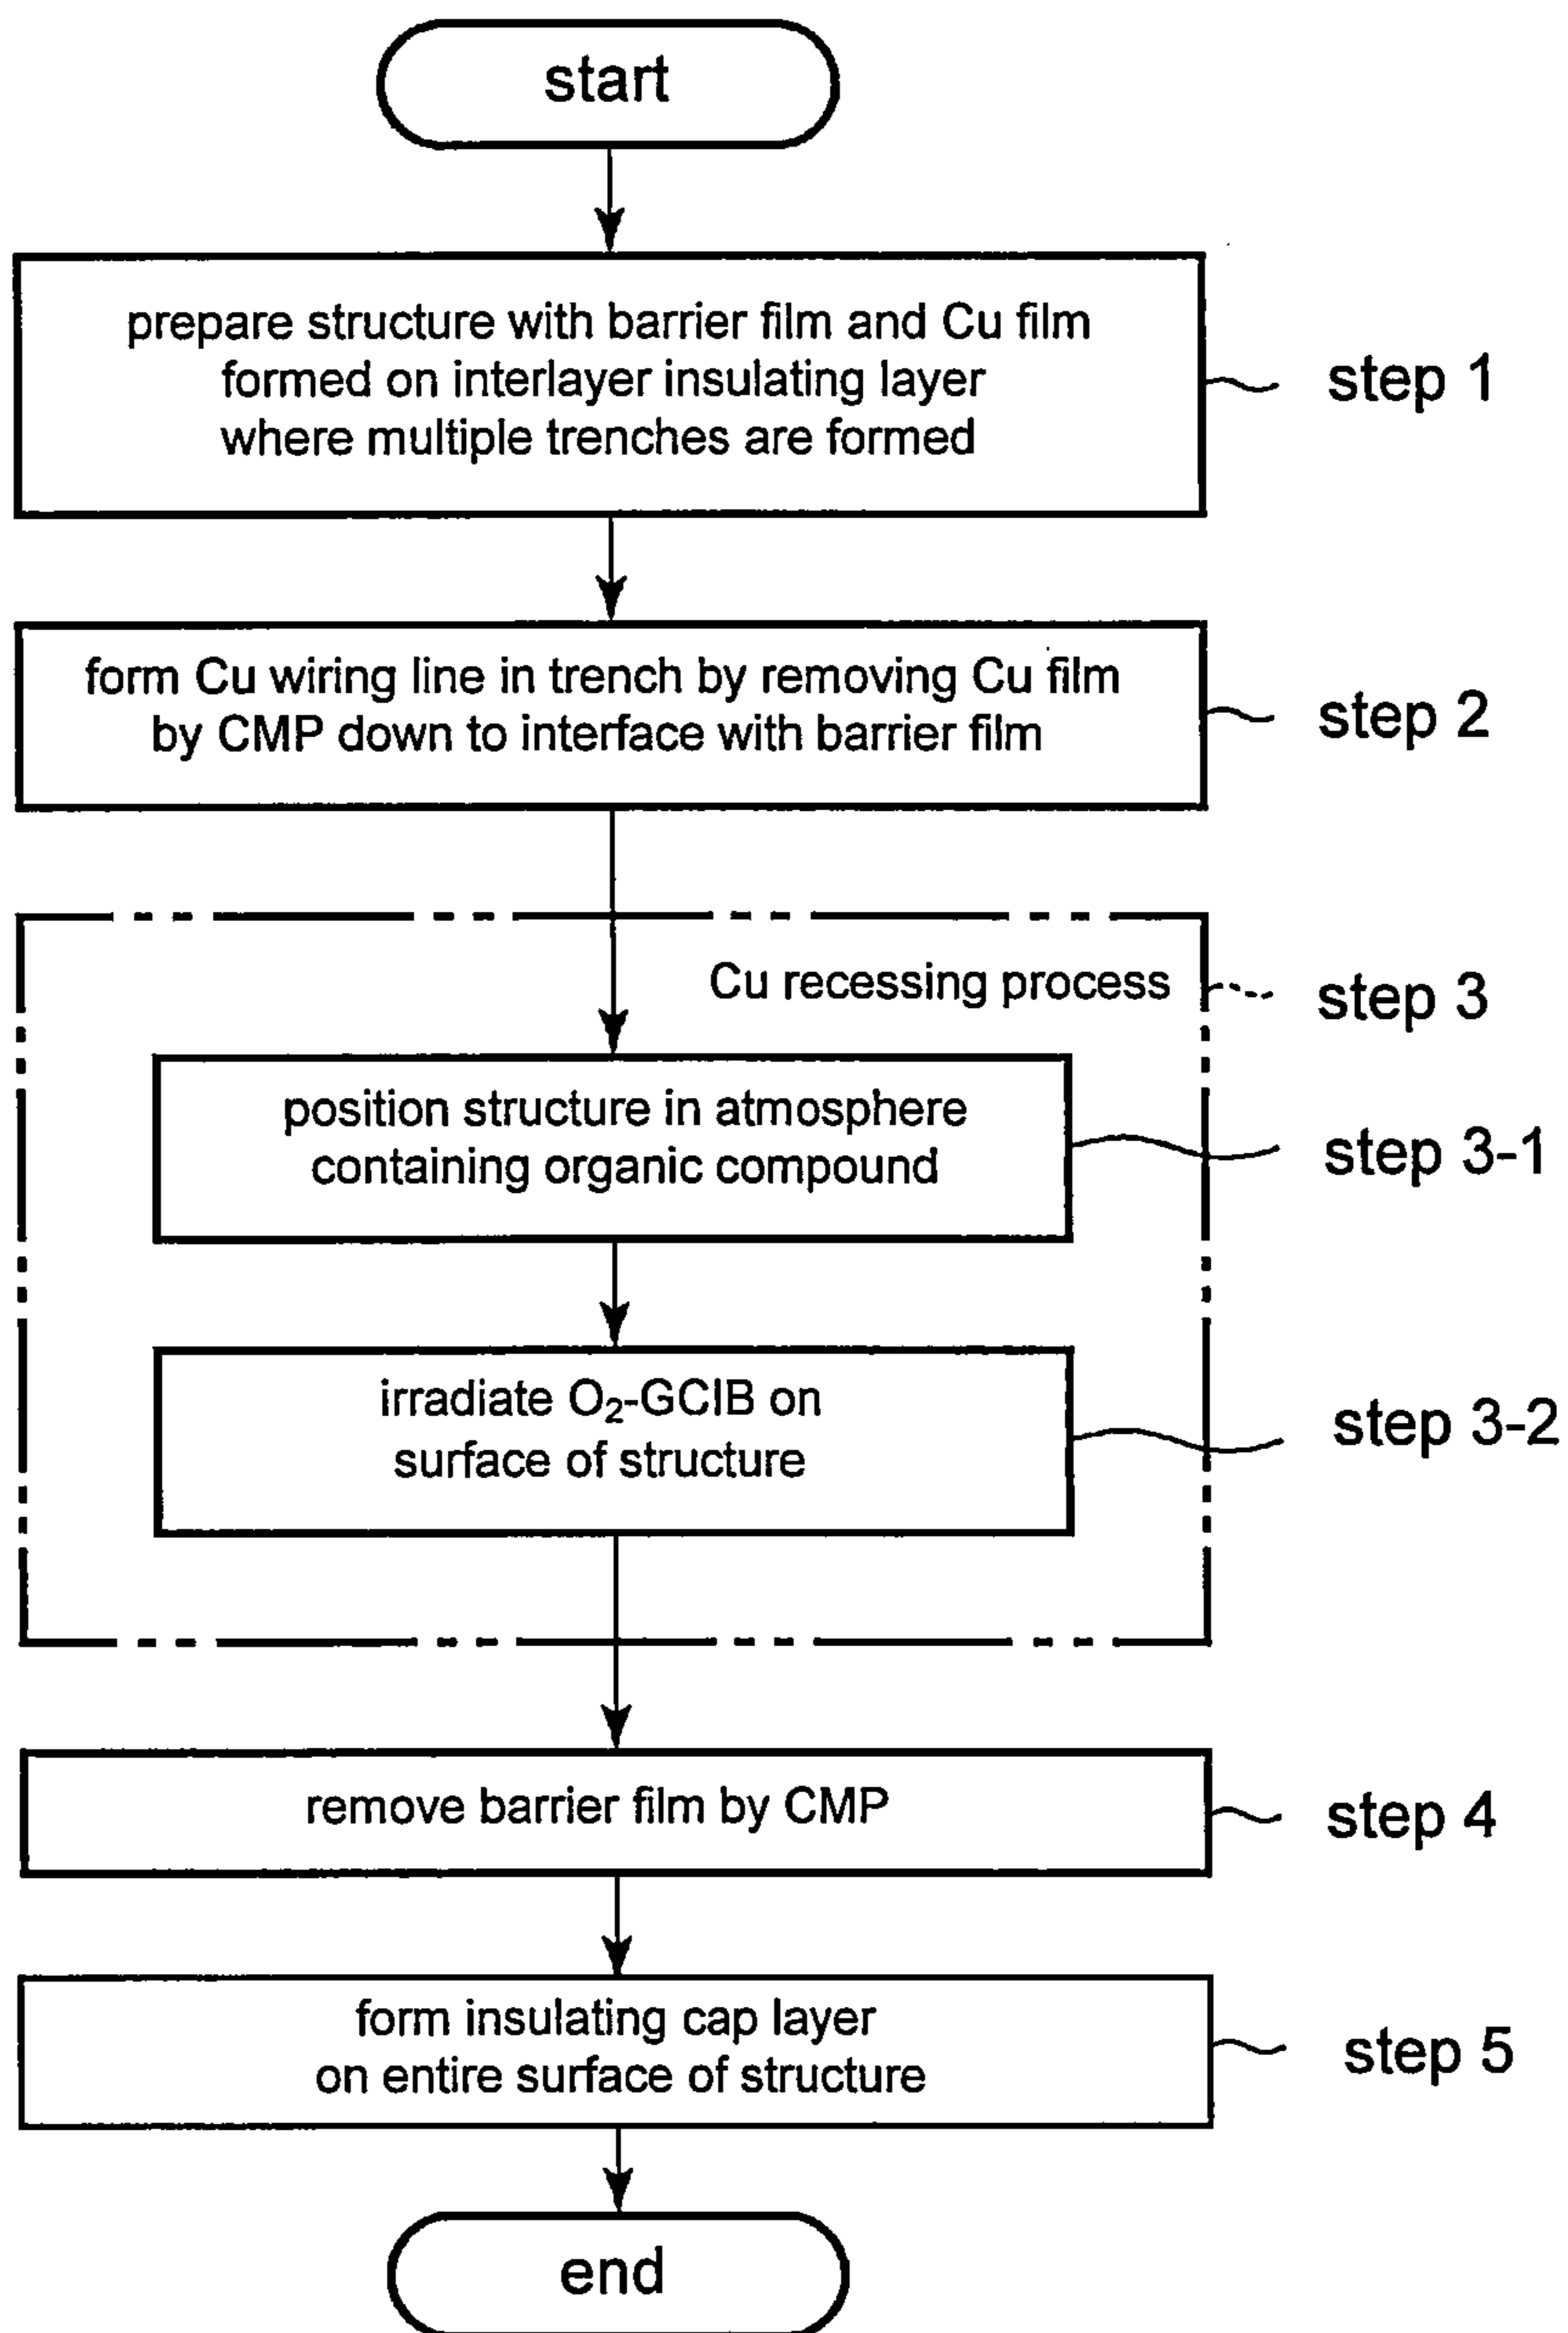 start
prepare structure with barrier film and Cu film
formed on interlayer insulating layer
where multiple trenches are formed
step 1
form Cu wiring line in trench by removing Cu film
by CMP down to interface with barrier film
step 2
Cu recessing process
step 3
position structure in atmosphere
containing organic compound
step 3-1
irradiate O₂-GCIB on
surface of structure
step 3-2
remove barrier film by CMP
step 4
form insulating cap layer
on entire surface of structure
step 5
end